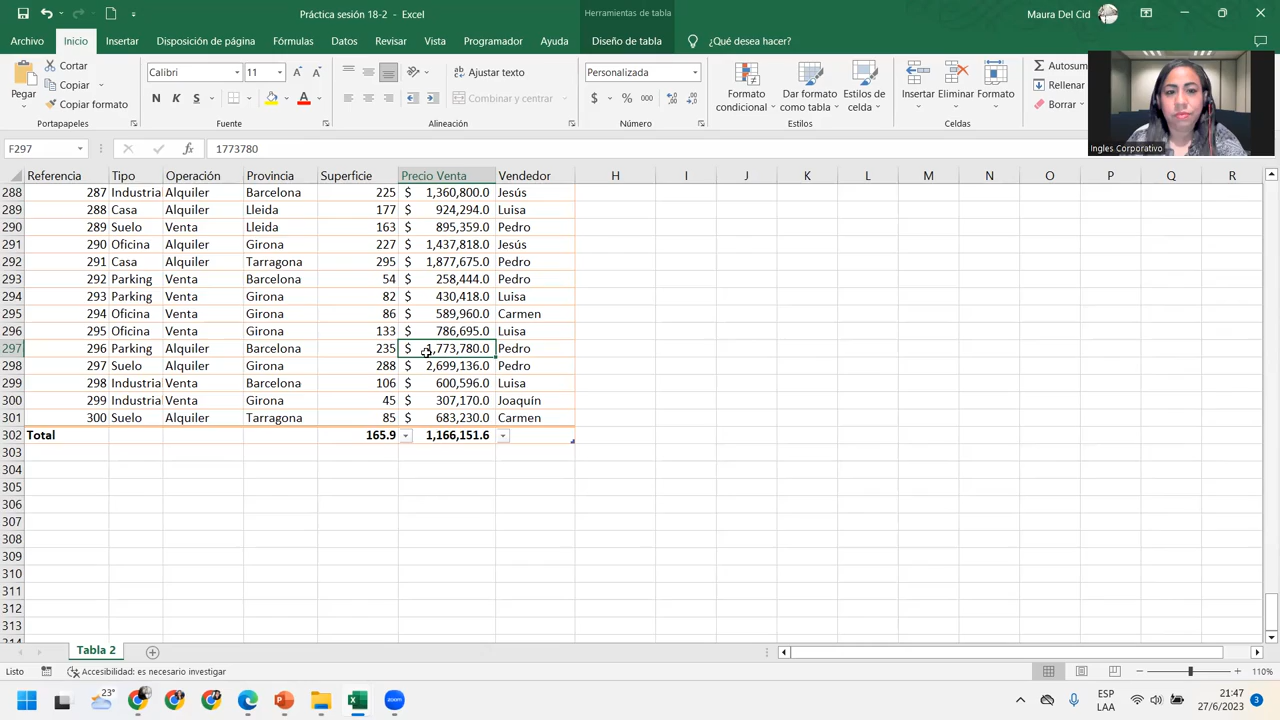 Práctica sesión 18-2 - Excel
Herramientas de tabla
Maura Del Cid
Archivo Inicio Insertar Disposición de página Fórmulas Datos Revisar Vista Programador Ayuda Diseño de tabla ¿Qué desea hacer?
Pegar
Cortar
Copiar
Copiar formato
Portapapeles
Calibri 11
N K S
Fuente
Ajustar texto
Combinar y centrar
Alineación
Personalizada
$ % 000
Número
Formato condicional
Dar formato como tabla
Estilos de celda
Estilos
Insertar Eliminar Formato
Celdas
Autosum
Rellenar
Borrar
Ingles Corporativo
F297 fx 1773780
Referencia Tipo Operación Provincia Superficie Precio Venta Vendedor H I J K L M N O P Q R
288 287 Industria Alquiler Barcelona 225 $ 1,360,800.0 Jesús
289 288 Casa Alquiler Lleida 177 $ 924,294.0 Luisa
290 289 Suelo Venta Lleida 163 $ 895,359.0 Pedro
291 290 Oficina Alquiler Girona 227 $ 1,437,818.0 Jesús
292 291 Casa Alquiler Tarragona 295 $ 1,877,675.0 Pedro
293 292 Parking Venta Barcelona 54 $ 258,444.0 Pedro
294 293 Parking Venta Girona 82 $ 430,418.0 Luisa
295 294 Oficina Venta Girona 86 $ 589,960.0 Carmen
296 295 Oficina Venta Girona 133 $ 786,695.0 Luisa
297 296 Parking Alquiler Barcelona 235 $ 1,773,780.0 Pedro
298 297 Suelo Alquiler Girona 288 $ 2,699,136.0 Pedro
299 298 Industria Venta Barcelona 106 $ 600,596.0 Luisa
300 299 Industria Venta Girona 45 $ 307,170.0 Joaquín
301 300 Suelo Alquiler Tarragona 85 $ 683,230.0 Carmen
302 Total 165.9 1,166,151.6
303
304
305
306
307
308
309
310
311
312
313
314
Tabla 2
Listo Accesibilidad: es necesario investigar 110%
23°
ESP
LAA
21:47
27/6/2023
3